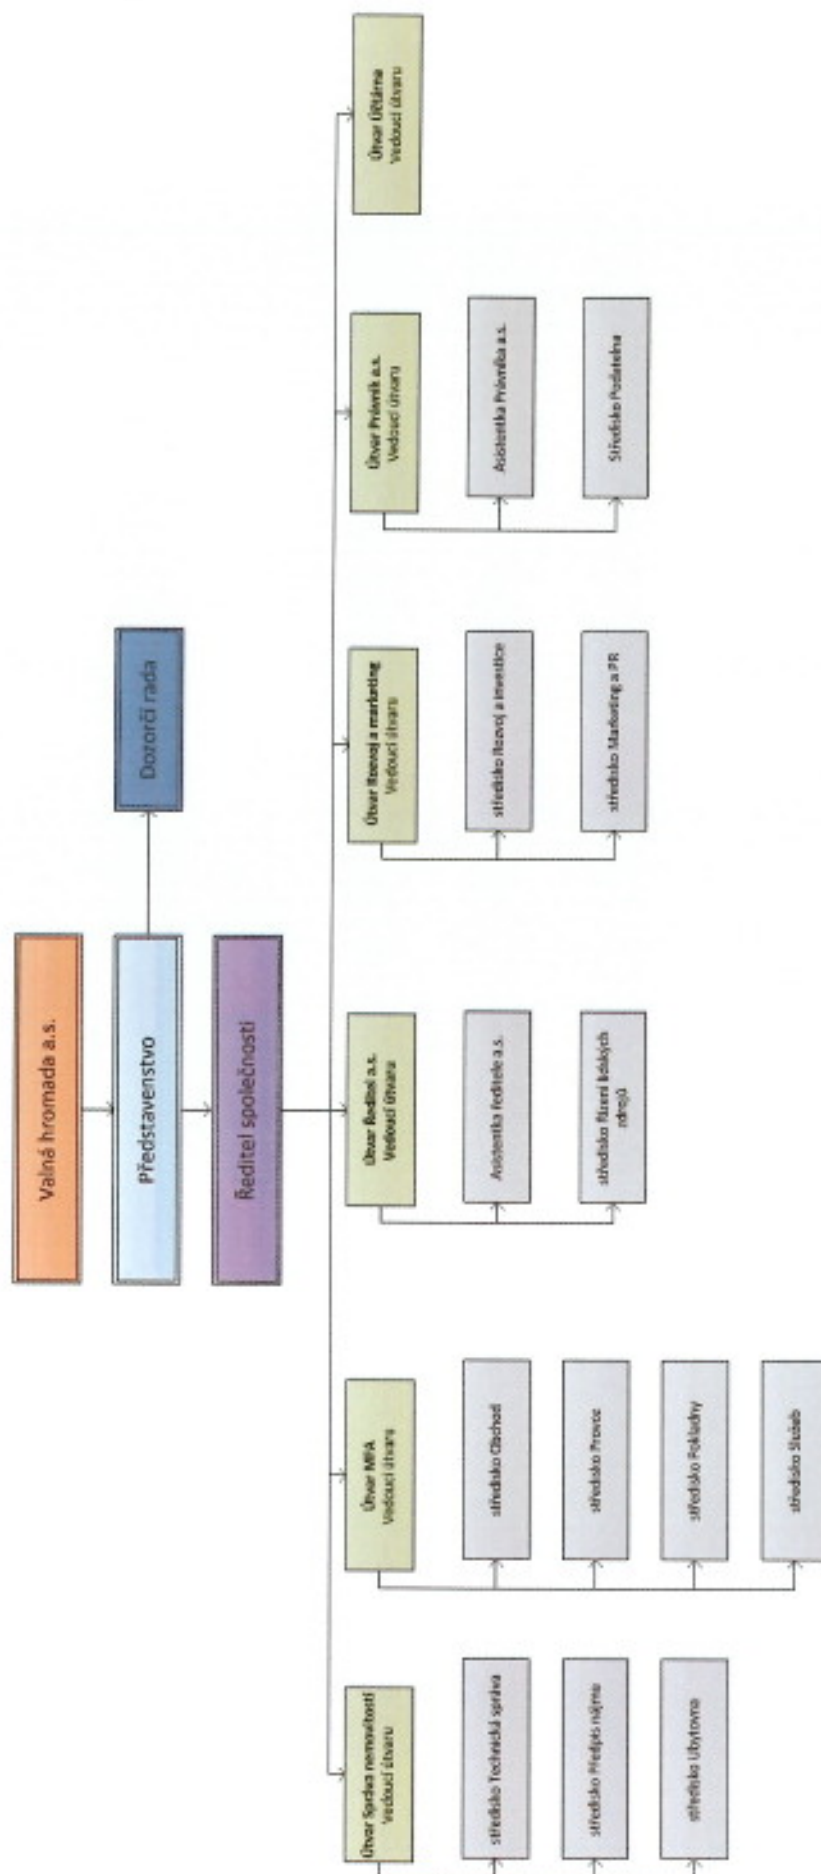 Valná hromada a.s.
Představenstvo
Dozorčí rada
Ředitel společnosti
Útvar Správa nemovitostí
Vedoucí útvaru
středisko Technická správa
středisko Předpis nájmu
středisko Ubytovna
Útvar MPA
Vedoucí útvaru
středisko Obchod
středisko Provoz
středisko Pokladny
středisko Služeb
Útvar Ředitel a.s.
Vedoucí útvaru
Asistentka ředitele a.s.
středisko Řízení lidských
zdrojů
Útvar Rozvoj a marketing
Vedoucí útvaru
středisko Rozvoj a investice
středisko Marketing a PR
Útvar Právník a.s.
Vedoucí útvaru
Asistentka Právníka a.s.
Středisko Podatelna
Útvar Účtárna
Vedoucí útvaru